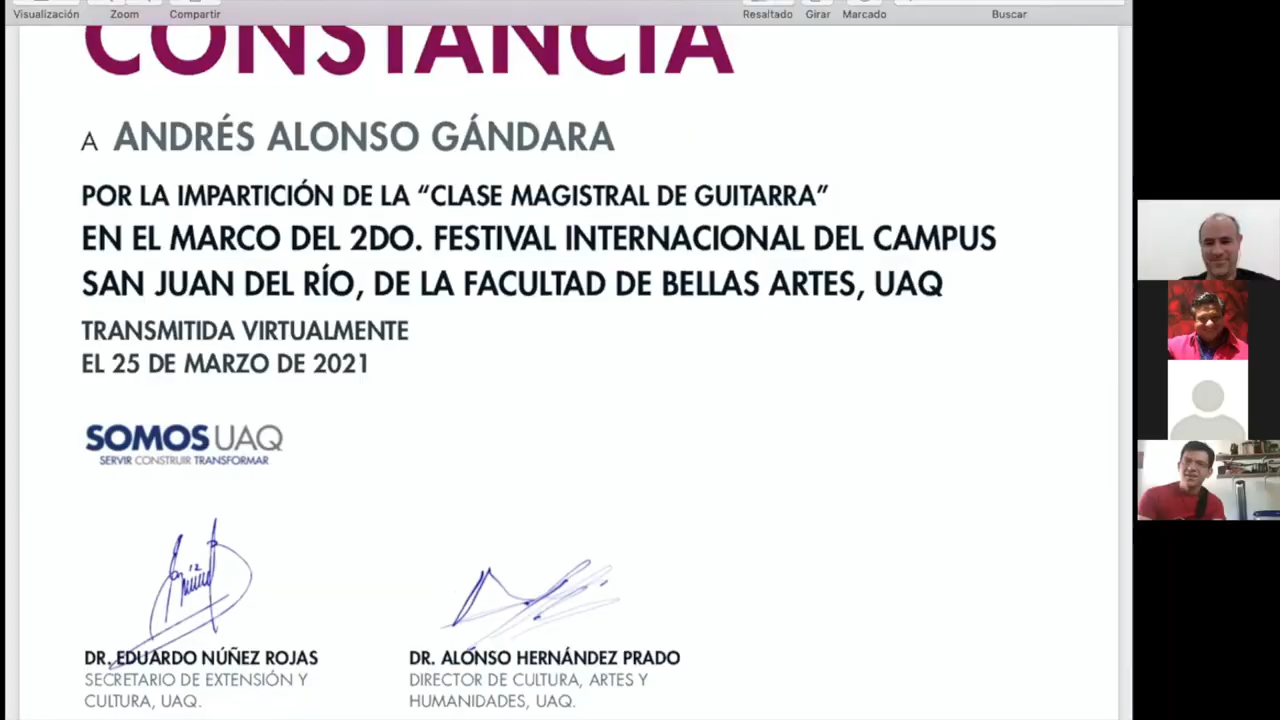 Visualización Zoom Compartir Resaltado Girar Marcado Buscar
CONSTANCIA
A ANDRÉS ALONSO GÁNDARA
POR LA IMPARTICIÓN DE LA “CLASE MAGISTRAL DE GUITARRA”
EN EL MARCO DEL 2DO. FESTIVAL INTERNACIONAL DEL CAMPUS
SAN JUAN DEL RÍO, DE LA FACULTAD DE BELLAS ARTES, UAQ
TRANSMITIDA VIRTUALMENTE
EL 25 DE MARZO DE 2021
SOMOS UAQ
SERVIR CONSTRUIR TRANSFORMAR
DR. EDUARDO NÚÑEZ ROJAS
SECRETARIO DE EXTENSIÓN Y
CULTURA, UAQ.
DR. ALONSO HERNÁNDEZ PRADO
DIRECTOR DE CULTURA, ARTES Y
HUMANIDADES, UAQ.